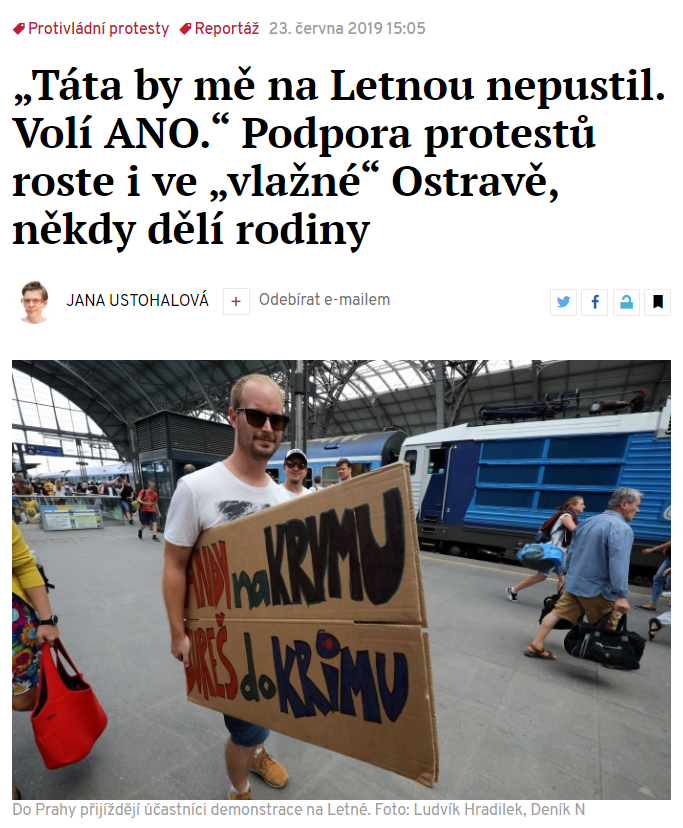 Protivládní protesty Reportáž 23. června 2019 15:05
„Táta by mě na Letnou nepustil.
Volí ANO.“ Podpora protestů
roste i ve „vlažné“ Ostravě,
někdy dělí rodiny
JANA USTOHALOVÁ + Odebírat e-mailem
na KRYMU
do KRiMU
Do Prahy přijíždějí účastníci demonstrace na Letné. Foto: Ludvík Hradilek, Deník N